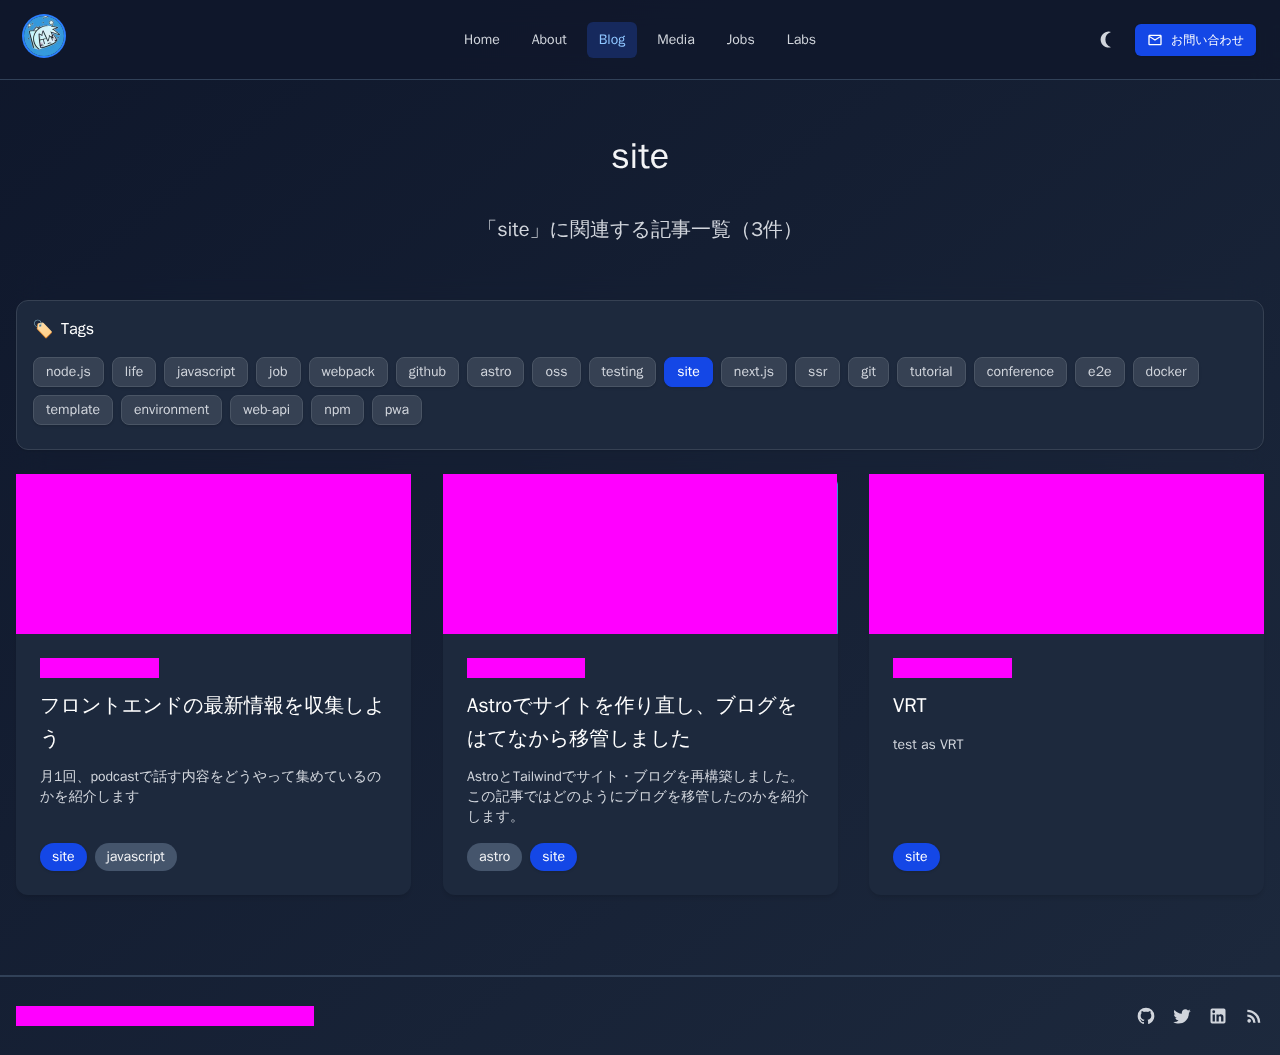 Home About Blog Media Jobs Labs お問い合わせ
site
「site」に関連する記事一覧（3件）
Tags
node.js life javascript job webpack github astro oss testing site next.js ssr git tutorial conference e2e docker
template environment web-api npm pwa
フロントエンドの最新情報を収集しよ
う
月1回、podcastで話す内容をどうやって集めているの
かを紹介します
site javascript
Astroでサイトを作り直し、ブログを
はてなから移管しました
AstroとTailwindでサイト・ブログを再構築しました。
この記事ではどのようにブログを移管したのかを紹介
します。
astro site
VRT
test as VRT
site